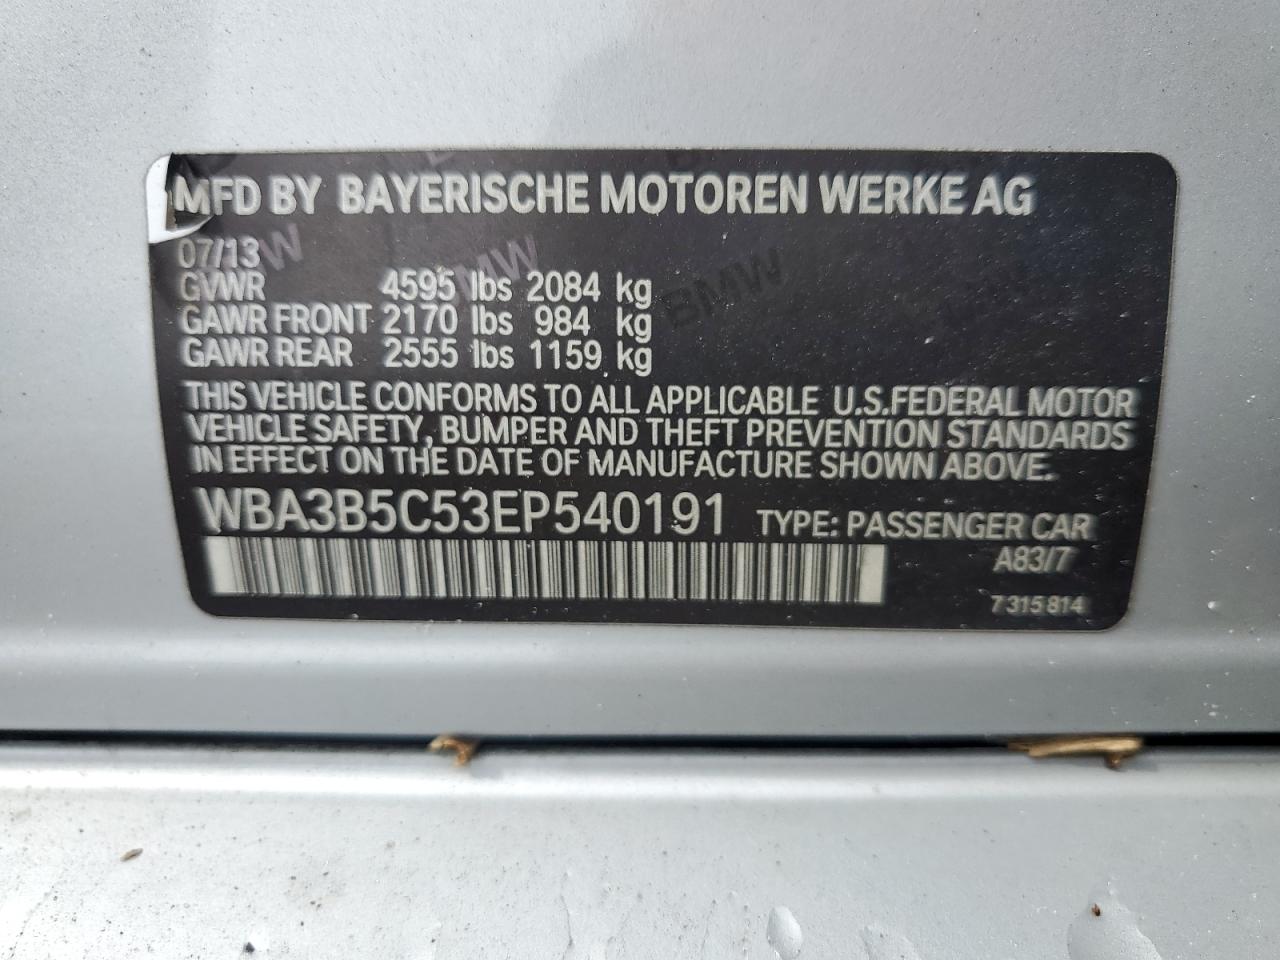 MFD BY BAYERISCHE MOTOREN WERKE AG
07/13
GVWR 4595 lbs 2084 kg
GAWR FRONT 2170 lbs 984 kg
GAWR REAR 2555 lbs 1159 kg
THIS VEHICLE CONFORMS TO ALL APPLICABLE U.S.FEDERAL MOTOR
VEHICLE SAFETY, BUMPER AND THEFT PREVENTION STANDARDS
IN EFFECT ON THE DATE OF MANUFACTURE SHOWN ABOVE.
WBA3B5C53EP540191 TYPE: PASSENGER CAR
A83/7
7 315 814
BMW
BMW
BMW